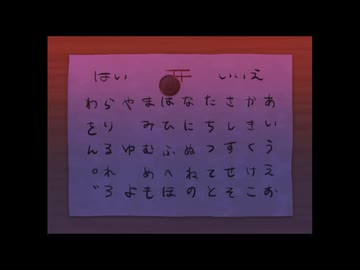 はい
いいえ
あいうえお
かきくけこ
さしすせそ
たちつてと
なにぬねの
はひふへほ
まみむめも
やゆよ
らりるれろ
わをん゜゛